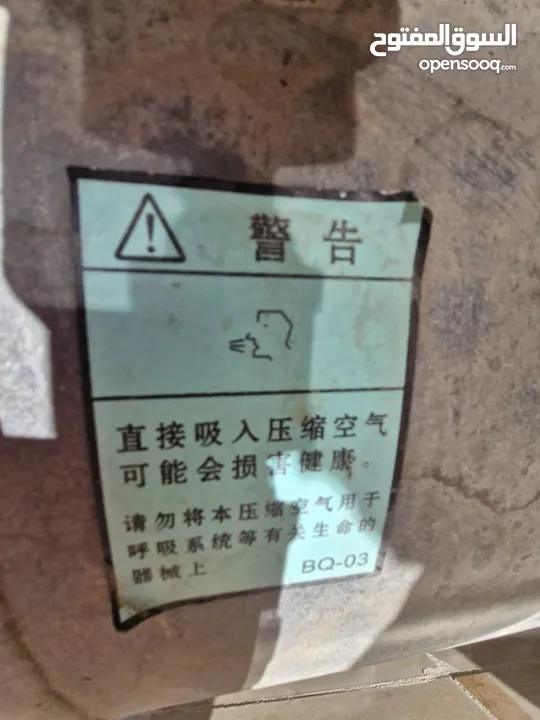 السوق المفتوح
opensooq.com
警告
直接吸入压缩空气
可能会损害健康。
请勿将本压缩空气用于
呼吸系统等有关生命的
器械上
BQ-03